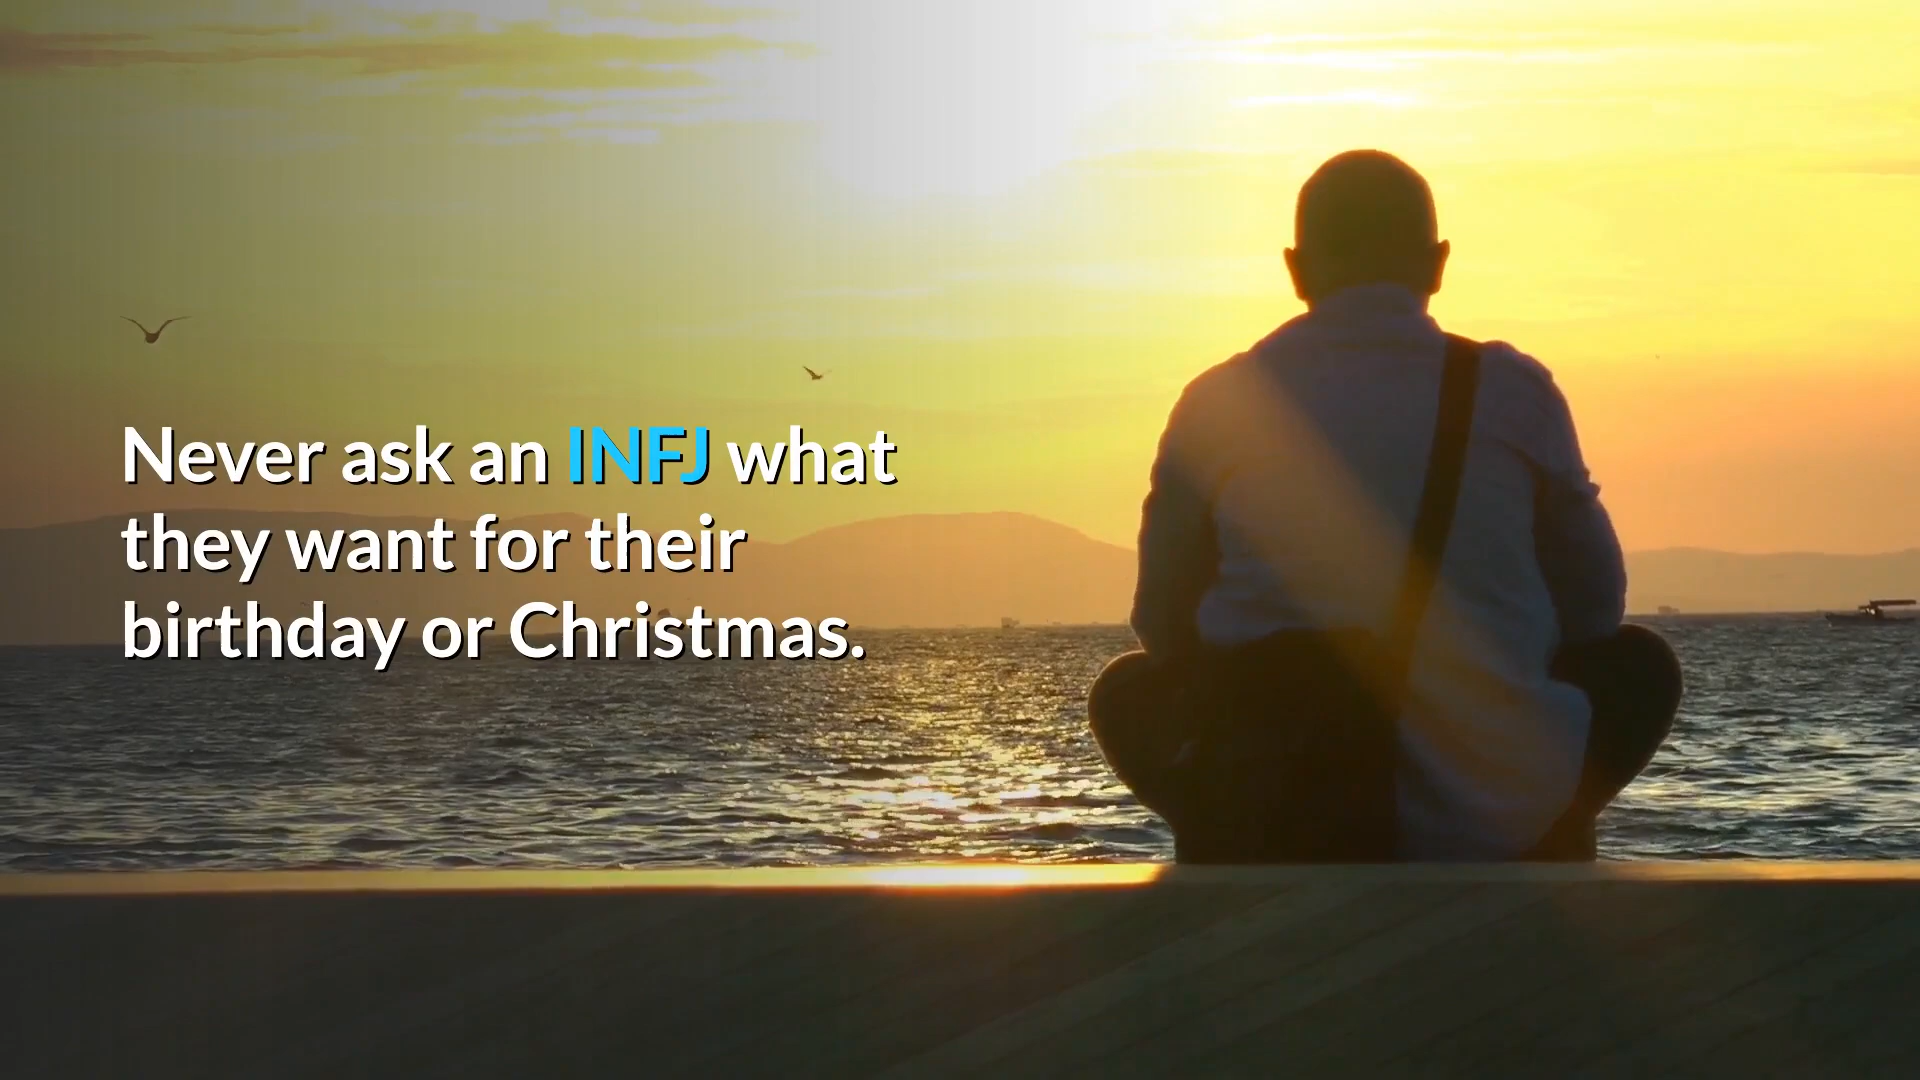 Never ask an INFJ what
they want for their
birthday or Christmas.